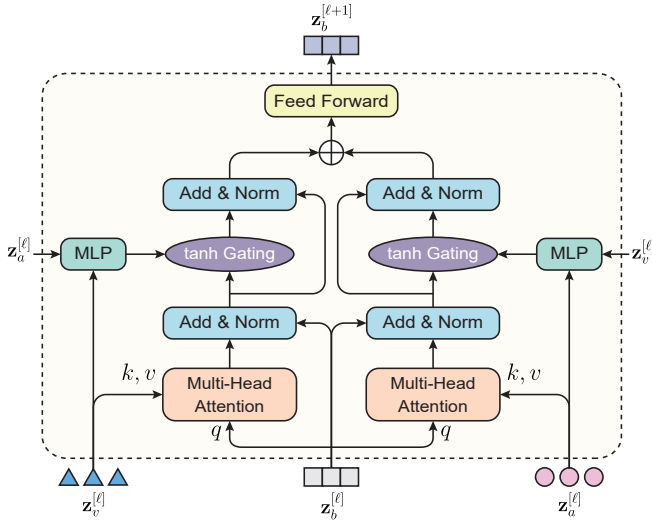 z_b^{[ℓ+1]}
Feed Forward
Add & Norm
Add & Norm
z_a^{[ℓ]}
MLP
tanh Gating
tanh Gating
MLP
z_v^{[ℓ]}
Add & Norm
Add & Norm
k, v
Multi-Head
Attention
Multi-Head
Attention
k, v
q
q
z_v^{[ℓ]}
z_b^{[ℓ]}
z_a^{[ℓ]}